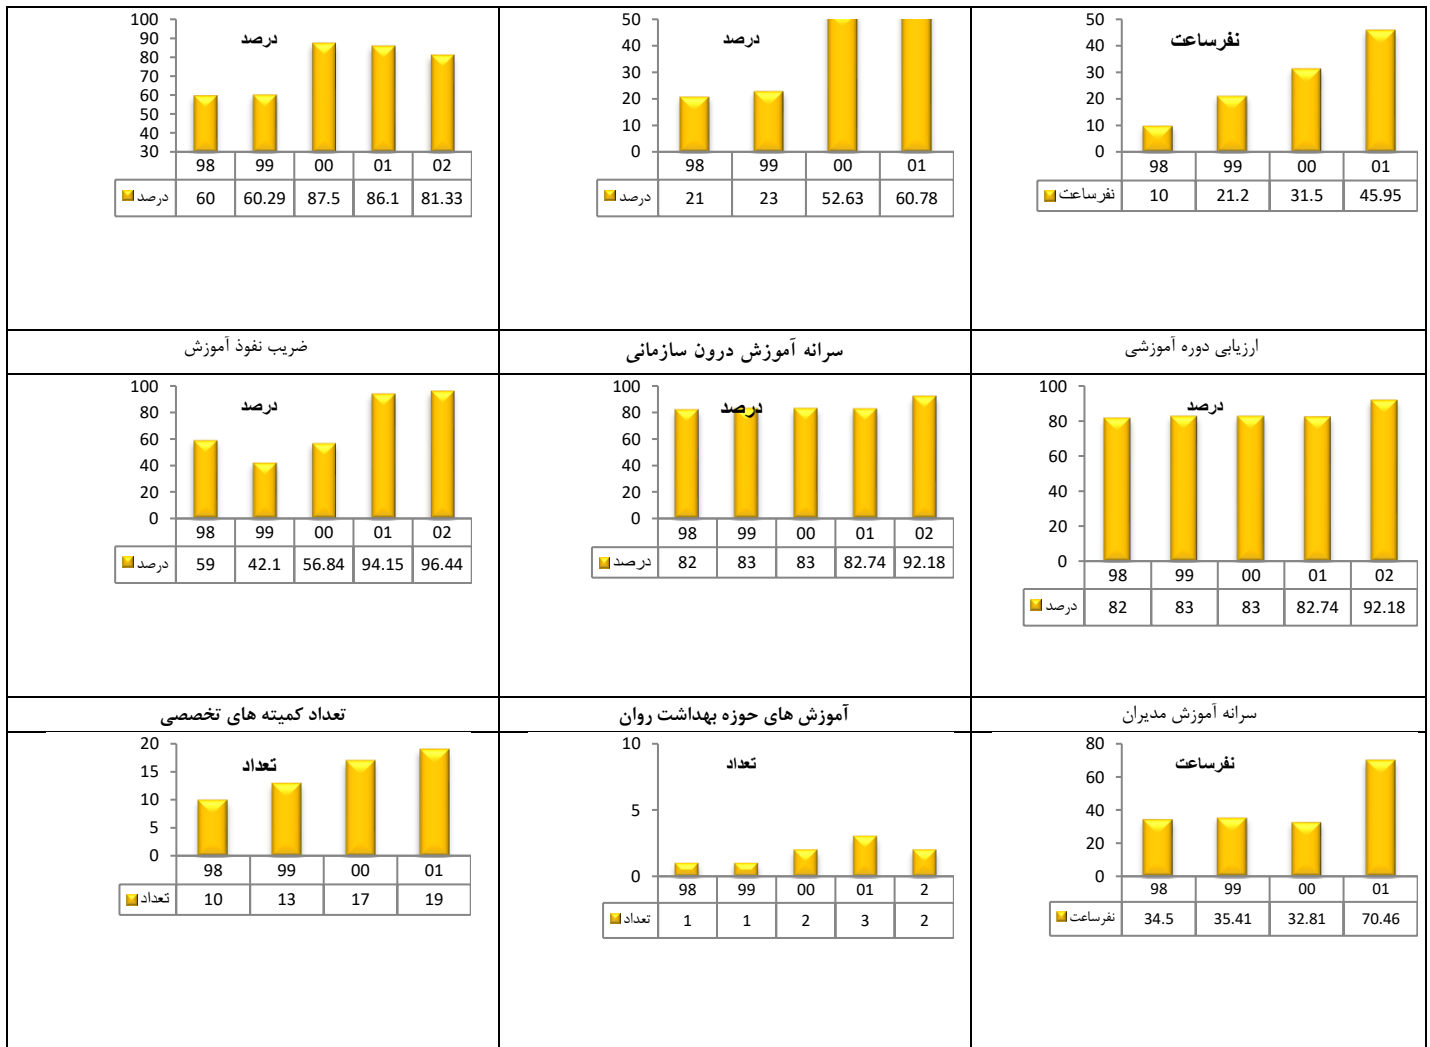 نفرساعت
50
40
30
20
10
0
98 99 00 01
نفرساعت 10 21.2 31.5 45.95
درصد
50
40
30
20
10
0
98 99 00 01
درصد 21 23 52.63 60.78
درصد
100
90
80
70
60
50
40
30
98 99 00 01 02
درصد 60 60.29 87.5 86.1 81.33
ارزیابی دوره آموزشی
سرانه آموزش درون سازمانی
ضریب نفوذ آموزش
درصد
100
80
60
40
20
0
98 99 00 01 02
درصد 82 83 83 82.74 92.18
درصد
100
80
60
40
20
0
98 99 00 01 02
درصد 82 83 83 82.74 92.18
درصد
100
80
60
40
20
0
98 99 00 01 02
درصد 59 42.1 56.84 94.15 96.44
سرانه آموزش مدیران
آموزش های حوزه بهداشت روان
تعداد کمیته های تخصصی
نفرساعت
80
60
40
20
0
98 99 00 01
نفرساعت 34.5 35.41 32.81 70.46
تعداد
10
5
0
98 99 00 01 2
تعداد 1 1 2 3 2
تعداد
20
15
10
5
0
98 99 00 01
تعداد 10 13 17 19